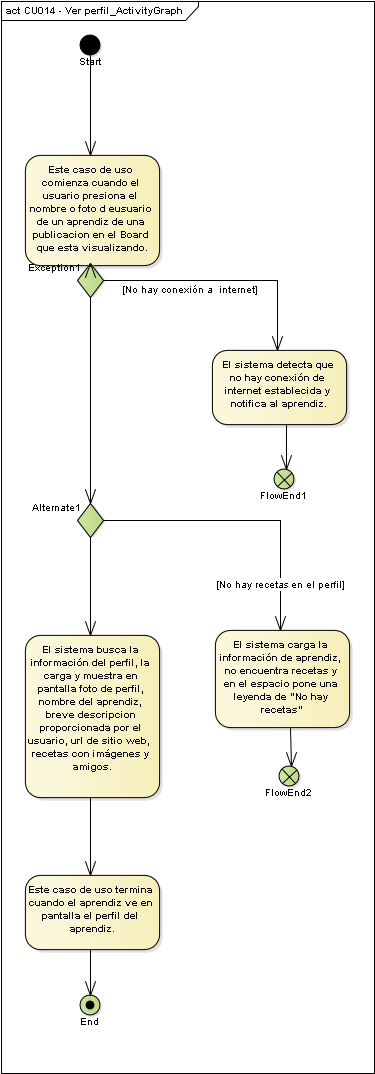 act CU014 - Ver perfil_ActivityGraph
Start
Este caso de uso
comienza cuando el
usuario presiona el
nombre o foto d eusuario
de un aprendiz de una
publicacion en el Board
que esta visualizando.
Exception1
[No hay conexión a internet]
El sistema detecta que
no hay conexión de
internet establecida y
notifica al aprendiz.
FlowEnd1
Alternate1
[No hay recetas en el perfil]
El sistema busca la
información del perfil, la
carga y muestra en
pantalla foto de perfil,
nombre del aprendiz,
breve descripcion
proporcionada por el
usuario, url de sitio web,
recetas con imágenes y
amigos.
El sistema carga la
información de aprendiz,
no encuentra recetas y
en el espacio pone una
leyenda de "No hay
recetas"
FlowEnd2
Este caso de uso termina
cuando el aprendiz ve en
pantalla el perfil del
aprendiz.
End